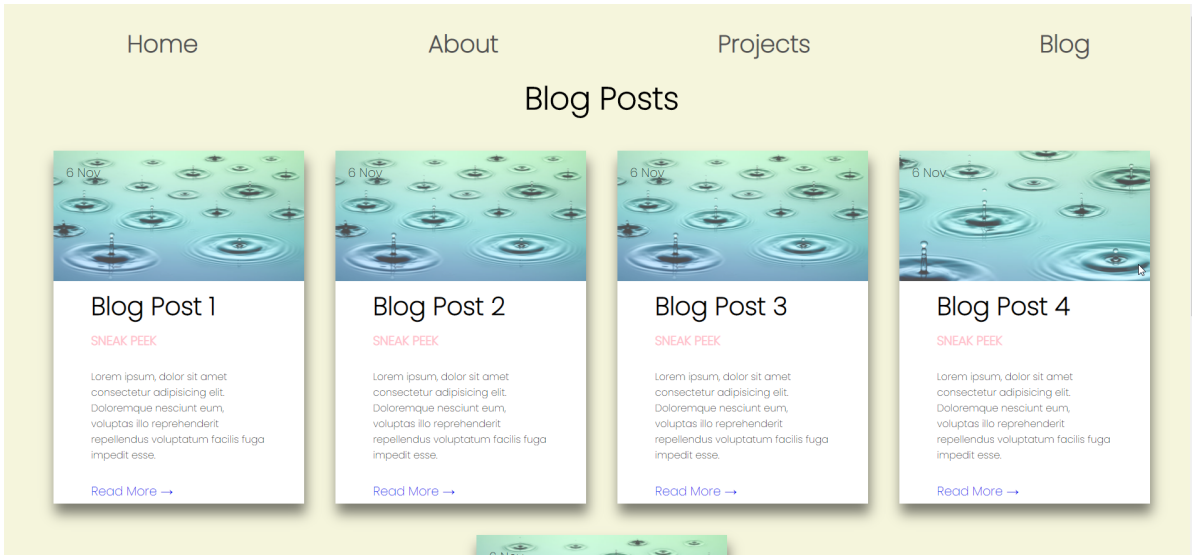 Home About Projects Blog
Blog Posts
6 Nov
Blog Post 1
SNEAK PEEK
Lorem ipsum, dolor sit amet
consectetur adipisicing elit.
Doloremque nesciunt eum,
voluptas illo reprehenderit
repellendus voluptatum facilis fuga
impedit esse.
Read More →
6 Nov
Blog Post 2
SNEAK PEEK
Lorem ipsum, dolor sit amet
consectetur adipisicing elit.
Doloremque nesciunt eum,
voluptas illo reprehenderit
repellendus voluptatum facilis fuga
impedit esse.
Read More →
6 Nov
Blog Post 3
SNEAK PEEK
Lorem ipsum, dolor sit amet
consectetur adipisicing elit.
Doloremque nesciunt eum,
voluptas illo reprehenderit
repellendus voluptatum facilis fuga
impedit esse.
Read More →
6 Nov
Blog Post 4
SNEAK PEEK
Lorem ipsum, dolor sit amet
consectetur adipisicing elit.
Doloremque nesciunt eum,
voluptas illo reprehenderit
repellendus voluptatum facilis fuga
impedit esse.
Read More →